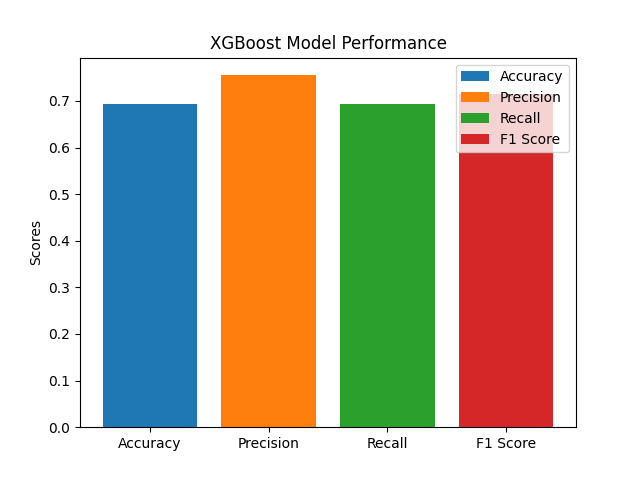 XGBoost Model Performance
Accuracy
Precision
Recall
F1 Score
Scores
0.7
0.6
0.5
0.4
0.3
0.2
0.1
0.0
Accuracy Precision Recall F1 Score